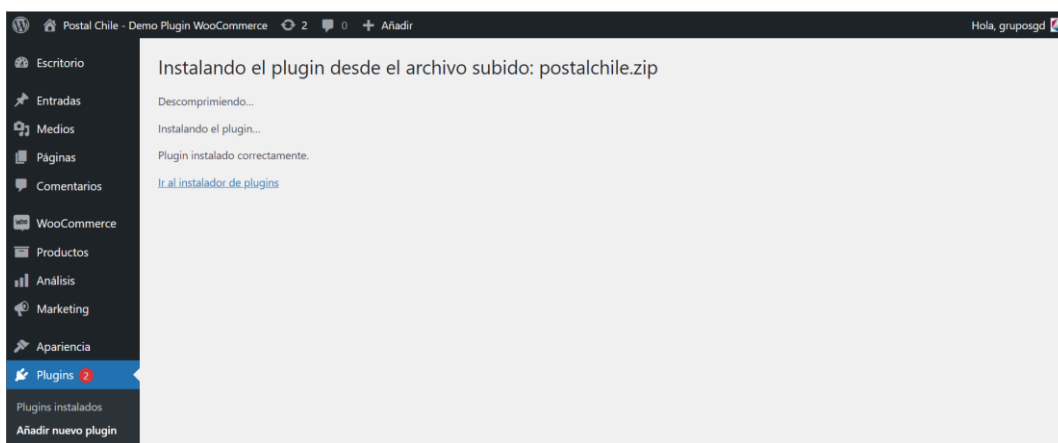 Postal Chile - Demo Plugin WooCommerce 2 0 Añadir Hola, gruposgd
Escritorio
Entradas
Medios
Páginas
Comentarios
WooCommerce
Productos
Análisis
Marketing
Apariencia
Plugins 2
Plugins instalados
Añadir nuevo plugin
Instalando el plugin desde el archivo subido: postalchile.zip
Descomprimiendo...
Instalando el plugin...
Plugin instalado correctamente.
Ir al instalador de plugins